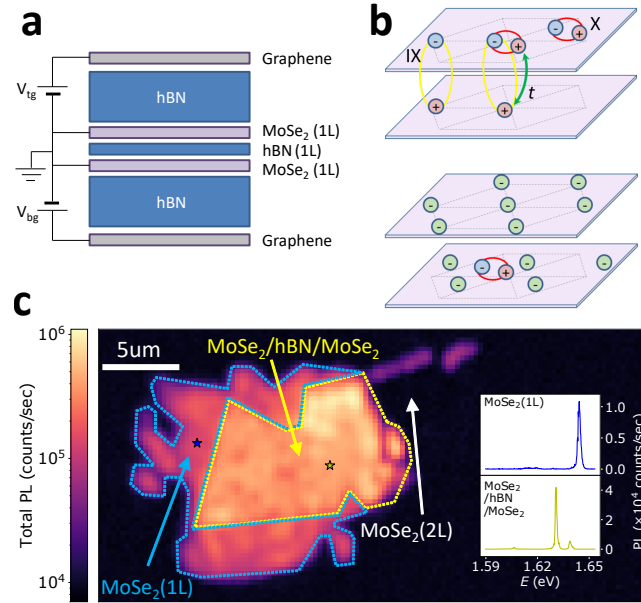 a
Graphene
V_tg
hBN
MoSe₂ (1L)
hBN (1L)
MoSe₂ (1L)
V_bg
hBN
Graphene
b
X
IX
t
- - + - +
+ +
- -
- - -
- -
- - + -
- - -
c
10⁶
10⁵
10⁴
Total PL (counts/sec)
5um
MoSe₂/hBN/MoSe₂
MoSe₂(1L)
MoSe₂(2L)
MoSe₂(1L)
1.0
0.5
0.0
MoSe₂
/hBN
/MoSe₂
4
2
0
PL (×10⁴ counts/sec)
1.59
1.62
1.65
E (eV)